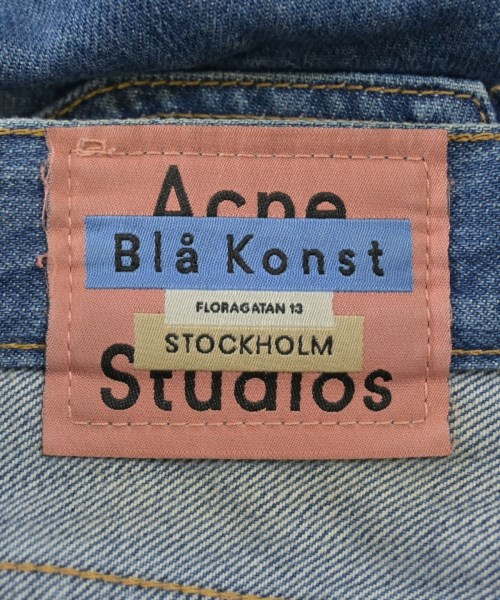 Acne
Blå Konst
FLORAGATAN 13
STOCKHOLM
Studios